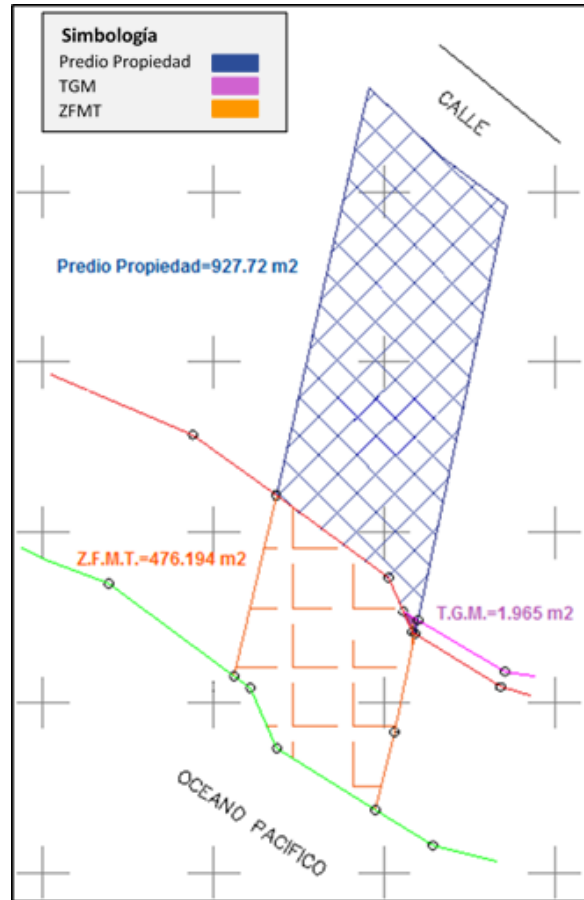 Simbología
Predio Propiedad
TGM
ZFMT
CALLE
Predio Propiedad=927.72 m2
Z.F.M.T.=476.194 m2
T.G.M.=1.965 m2
OCEANO PACIFICO